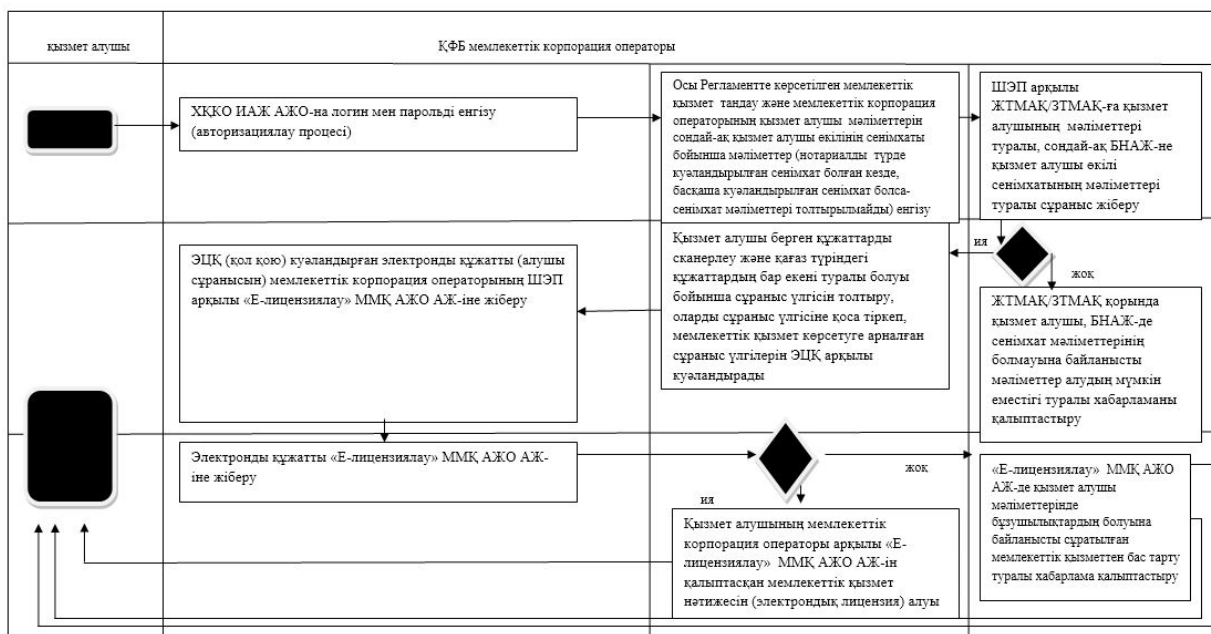 қызмет алушы
ҚФБ мемлекеттік корпорация операторы
ХҚКО ИАЖ АЖО-на логин мен парольді енгізу
(авторизациялау процесі)
Осы Регламентте көрсетілген мемлекеттік
қызмет таңдау және мемлекеттік корпорация
операторының қызмет алушы мәліметтерін
сондай-ақ қызмет алушы өкілінің сенімхаты
бойынша мәліметтер (нотариалды түрде
куәландырылған сенімхат болған кезде,
басқаша куәландырылған сенімхат болса-
сенімхат мәліметтері толтырылмайды) енгізу
ШЭП арқылы
ЖТМАҚ/ЗТМАҚ-ға қызмет
алушының мәліметтері
туралы, сондай-ақ БНАЖ-не
қызмет алушы өкілі
сенімхатының мәліметтері
туралы сұраныс жіберу
ия
жоқ
Қызмет алушы берген құжаттарды
сканерлеу және қағаз түріндегі
құжаттардың бар екені туралы болуы
бойынша сұраныс үлгісін толтыру,
оларды сұраныс үлгісіне қоса тіркеп,
мемлекеттік қызмет көрсетуге арналған
сұраныс үлгілерін ЭЦК арқылы
куәландырады
ЭЦҚ (қол қою) куәландырған электронды құжатты (алушы
сұранысын) мемлекеттік корпорация операторының ШЭП
арқылы «Е-лицензиялау» ММҚ АЖО АЖ-іне жіберу
ЖТМАҚ/ЗТМАҚ қорында
қызмет алушы, БНАЖ-де
сенімхат мәліметтерінің
болмауына байланысты
мәліметтер алудың мүмкін
еместігі туралы хабарламаны
қалыптастыру
Электронды құжатты «Е-лицензиялау» ММҚ АЖО АЖ-
іне жіберу
жоқ
ия
«Е-лицензиялау» ММҚ АЖО
АЖ-де қызмет алушы
мәліметтерінде
бұзушылықтардың болуына
байланысты сұратылған
мемлекеттік қызметтен бас тарту
туралы хабарлама қалыптастыру
Қызмет алушының мемлекеттік
корпорация операторы арқылы «Е-
лицензиялау» ММҚ АЖО АЖ-ін
қалыптасқан мемлекеттік қызмет
нәтижесін (электрондық лицензия) алуы